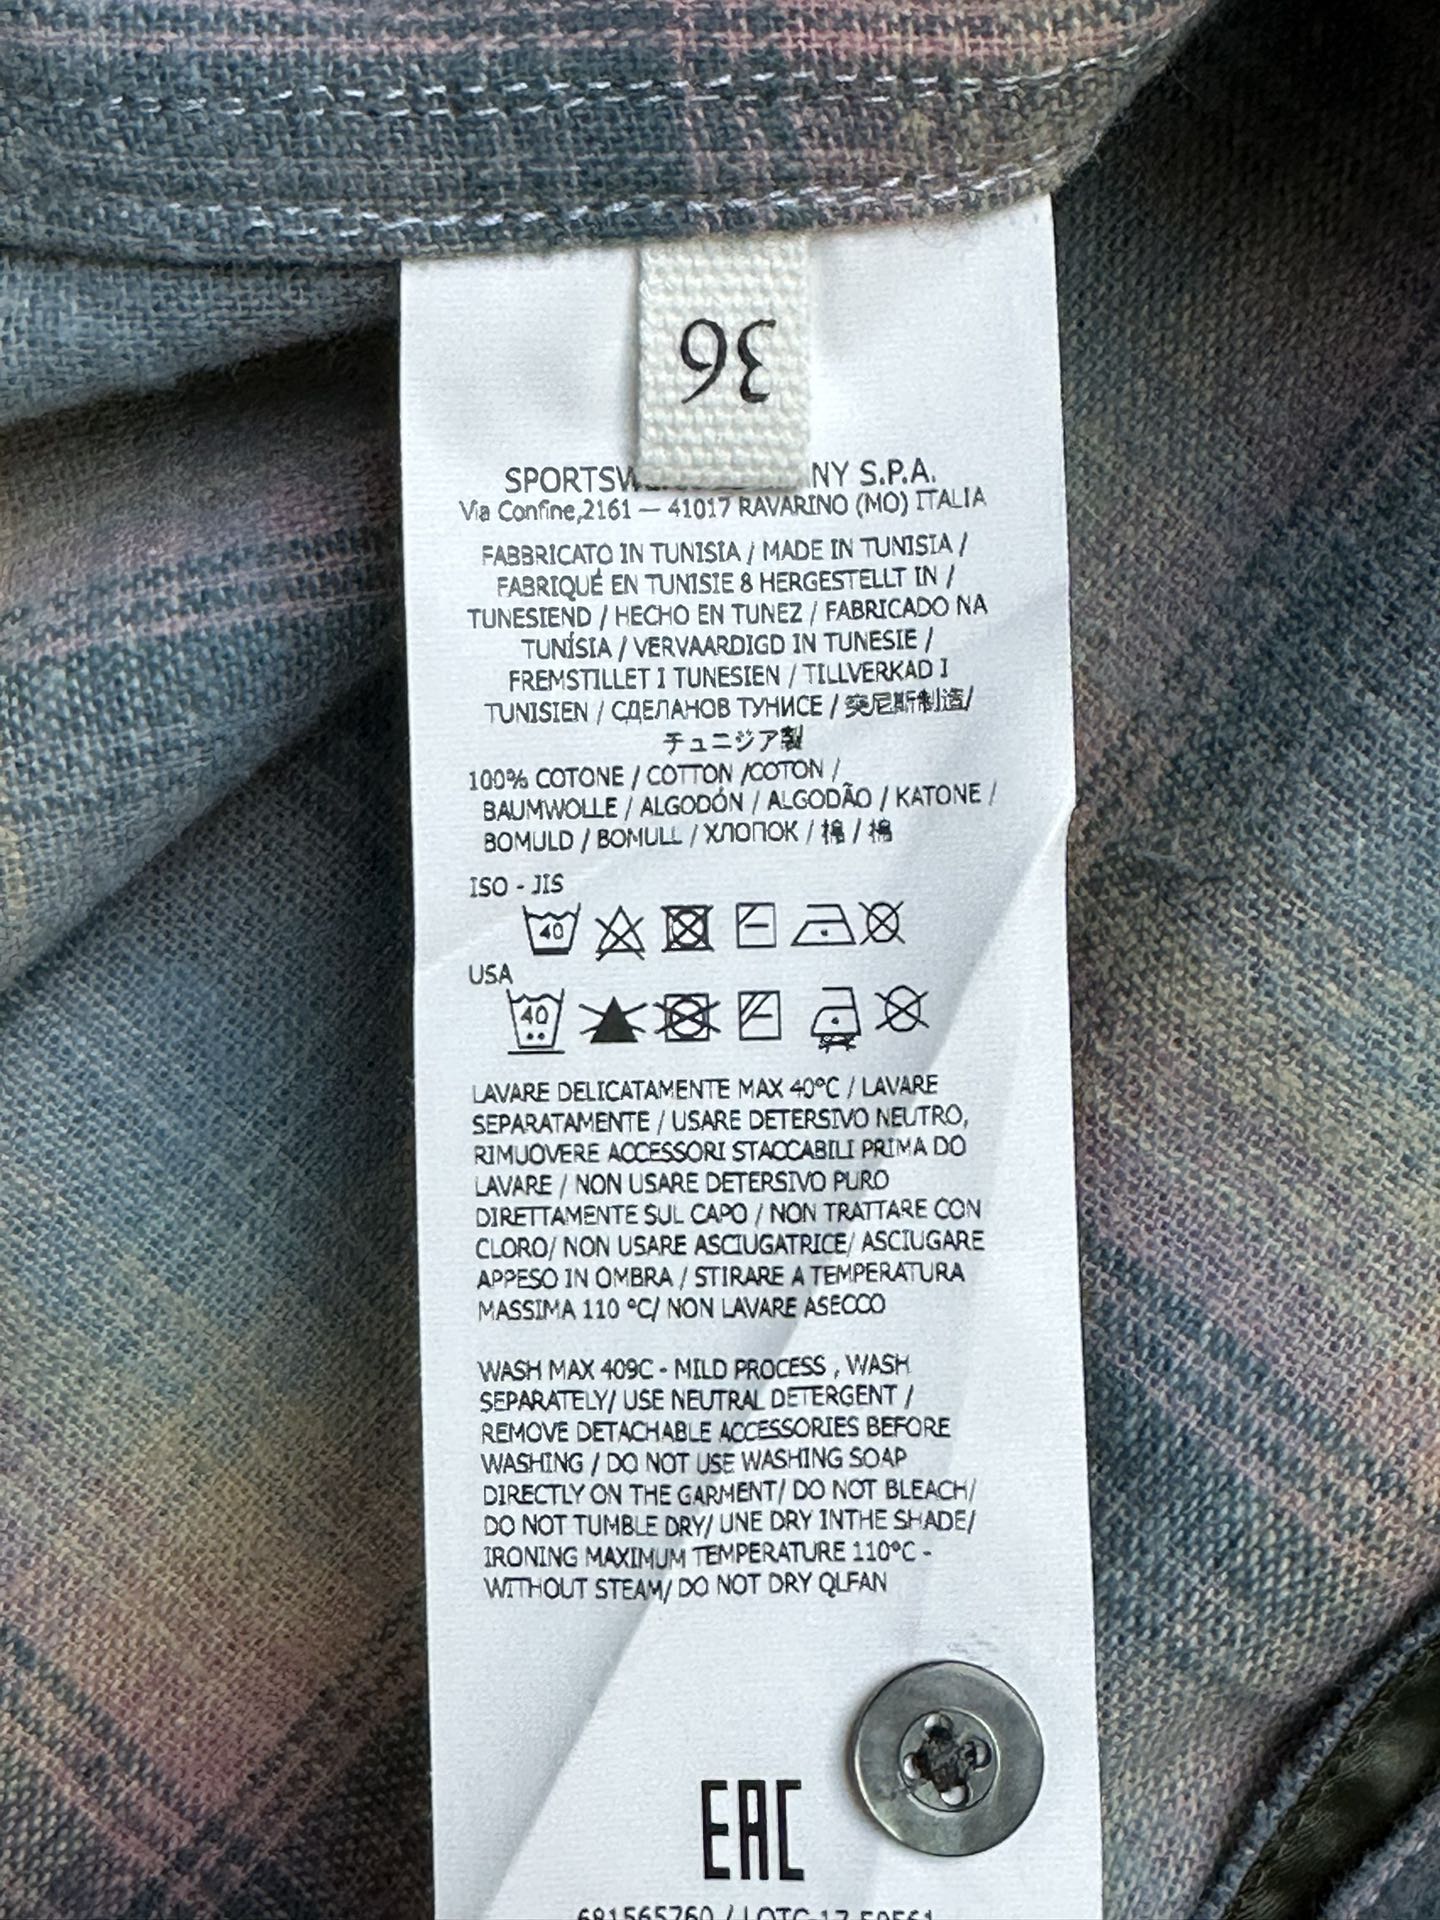 36
SPORTSW NY S.P.A.
Via Confine,2161 — 41017 RAVARINO (MO) ITALIA
FABBRICATO IN TUNISIA / MADE IN TUNISIA /
FABRIQUÉ EN TUNISIE 8 HERGESTELLT IN /
TUNESIEND / HECHO EN TUNEZ / FABRICADO NA
TUNÍSIA / VERVAARDIGD IN TUNESIE /
FREMSTILLET I TUNESIEN / TILLVERKAD I
TUNISIEN / СДЕЛАНОВ ТУНИСЕ / 突尼斯制造/
チュニジア製
100% COTONE / COTTON /COTON /
BAUMWOLLE / ALGODÓN / ALGODÃO / KATONE /
BOMULD / BOMULL / ХЛОПОК / 棉 / 綿
ISO - JIS
40
USA
40
LAVARE DELICATAMENTE MAX 40°C / LAVARE
SEPARATAMENTE / USARE DETERSIVO NEUTRO,
RIMUOVERE ACCESSORI STACCABILI PRIMA DO
LAVARE / NON USARE DETERSIVO PURO
DIRETTAMENTE SUL CAPO / NON TRATTARE CON
CLORO/ NON USARE ASCIUGATRICE/ ASCIUGARE
APPESO IN OMBRA / STIRARE A TEMPERATURA
MASSIMA 110 °C/ NON LAVARE ASECCO
WASH MAX 409C - MILD PROCESS , WASH
SEPARATELY/ USE NEUTRAL DETERGENT /
REMOVE DETACHABLE ACCESSORIES BEFORE
WASHING / DO NOT USE WASHING SOAP
DIRECTLY ON THE GARMENT/ DO NOT BLEACH/
DO NOT TUMBLE DRY/ UNE DRY INTHE SHADE/
IRONING MAXIMUM TEMPERATURE 110°C -
WITHOUT STEAM/ DO NOT DRY QLFAN
EAC